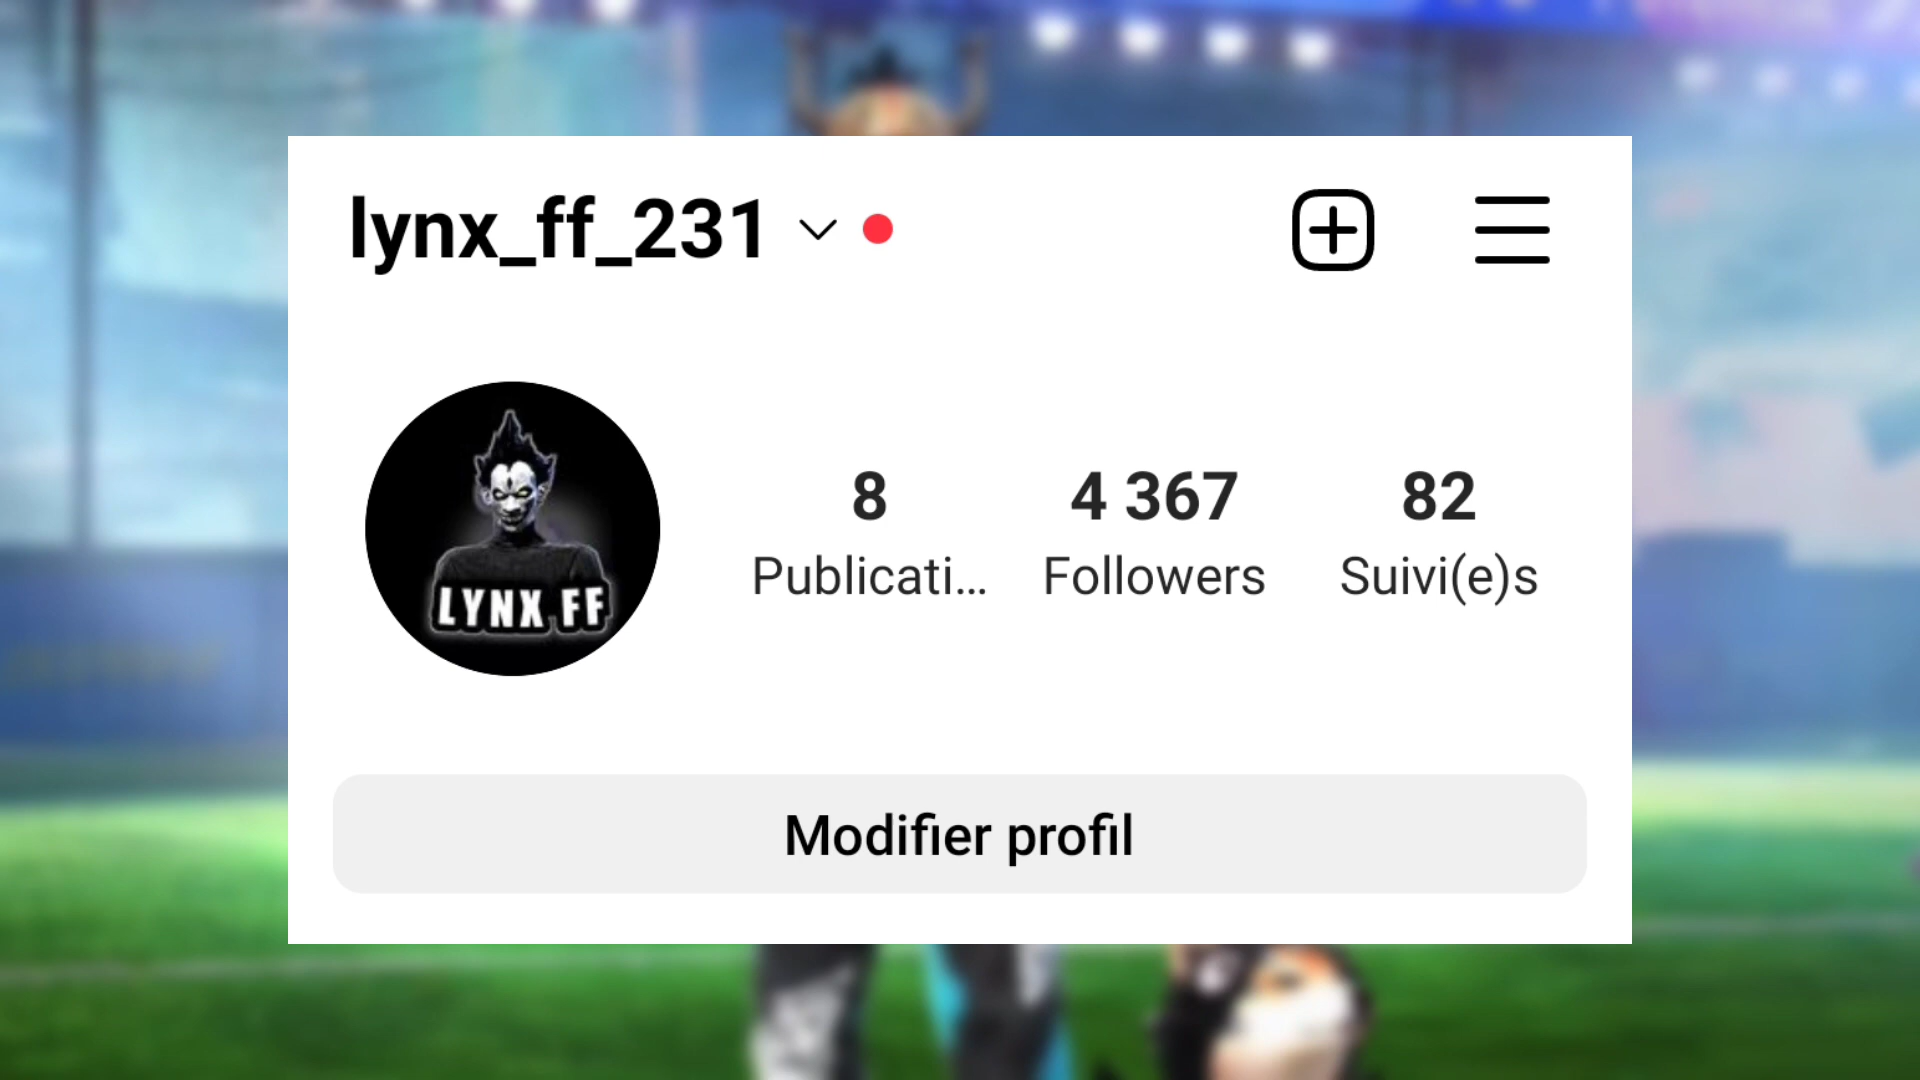 lynx_ff_231
LYNX FF
8
4 367
82
Publicati...
Followers
Suivi(e)s
Modifier profil